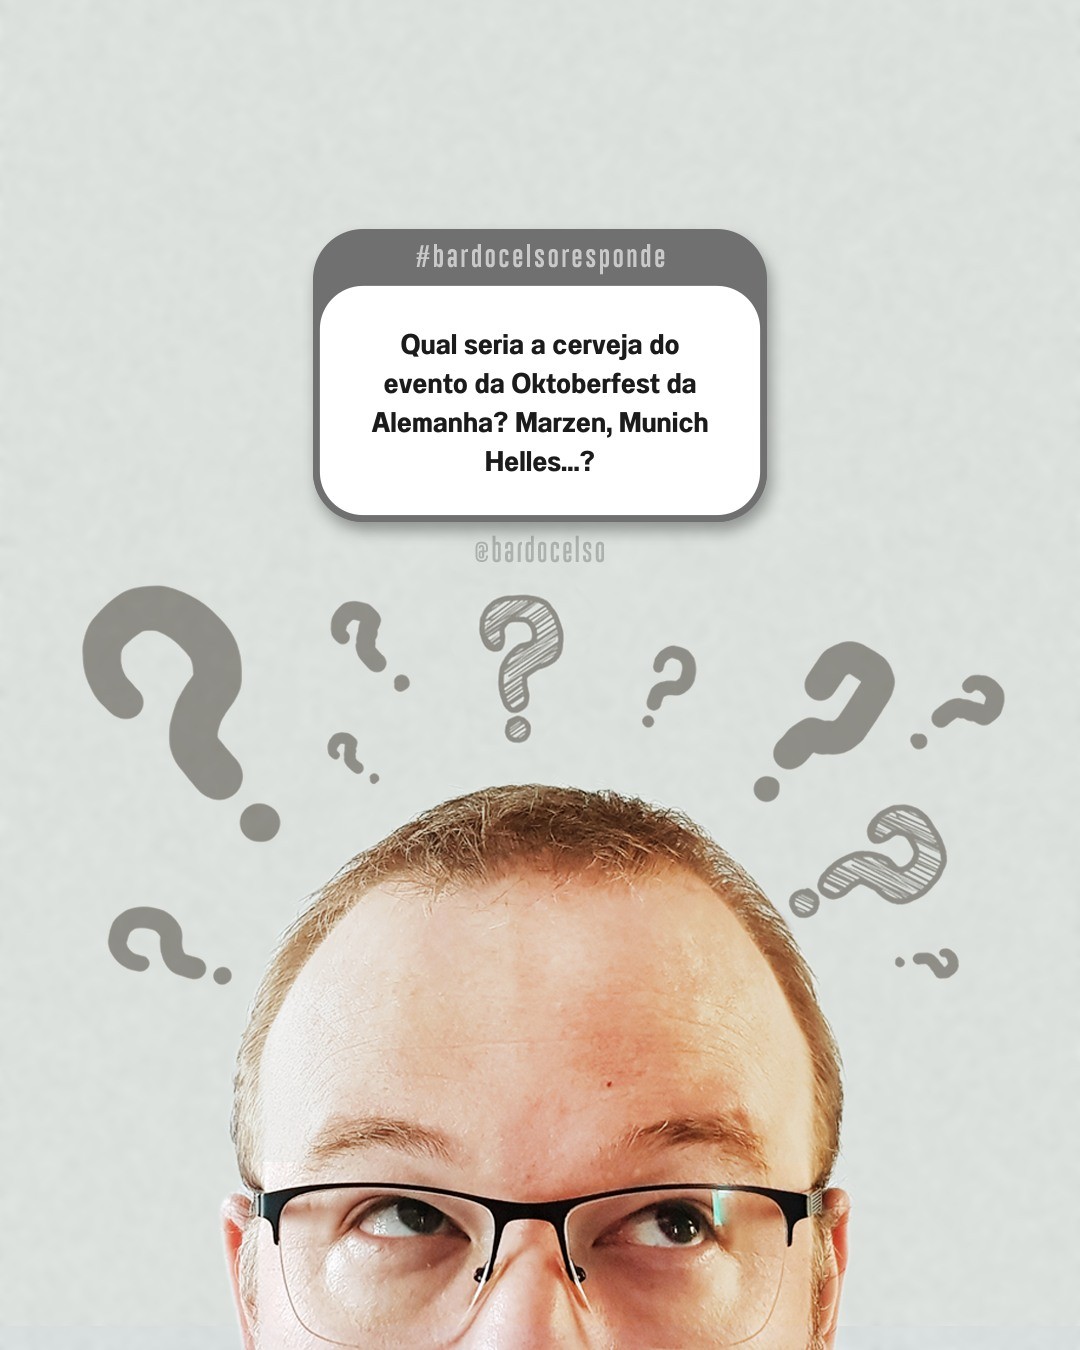 #bardocelsoresponde
Qual seria a cerveja do
evento da Oktoberfest da
Alemanha? Marzen, Munich
Helles...?
@bardocelso